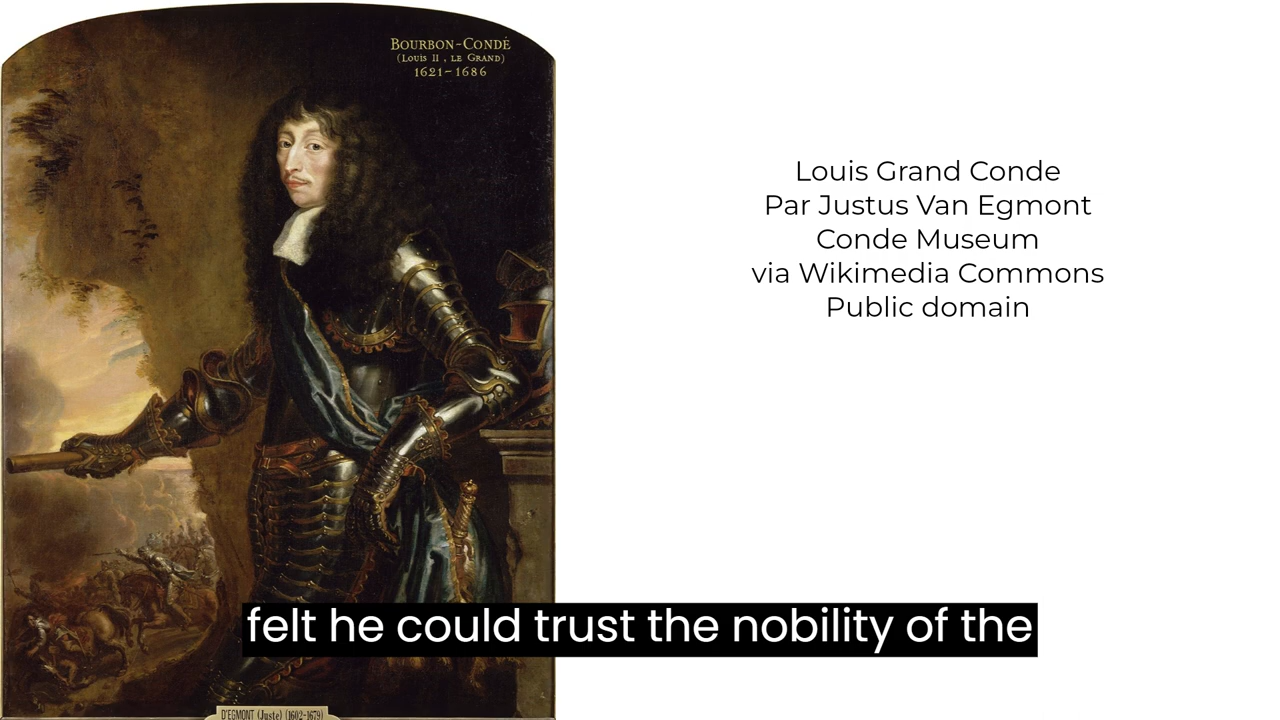 BOURBON-CONDÉ
(LOUIS II , LE GRAND)
1621-1686
Louis Grand Conde
Par Justus Van Egmont
Conde Museum
via Wikimedia Commons
Public domain
felt he could trust the nobility of the
D'EGMONT (Juste) (1602-1679)